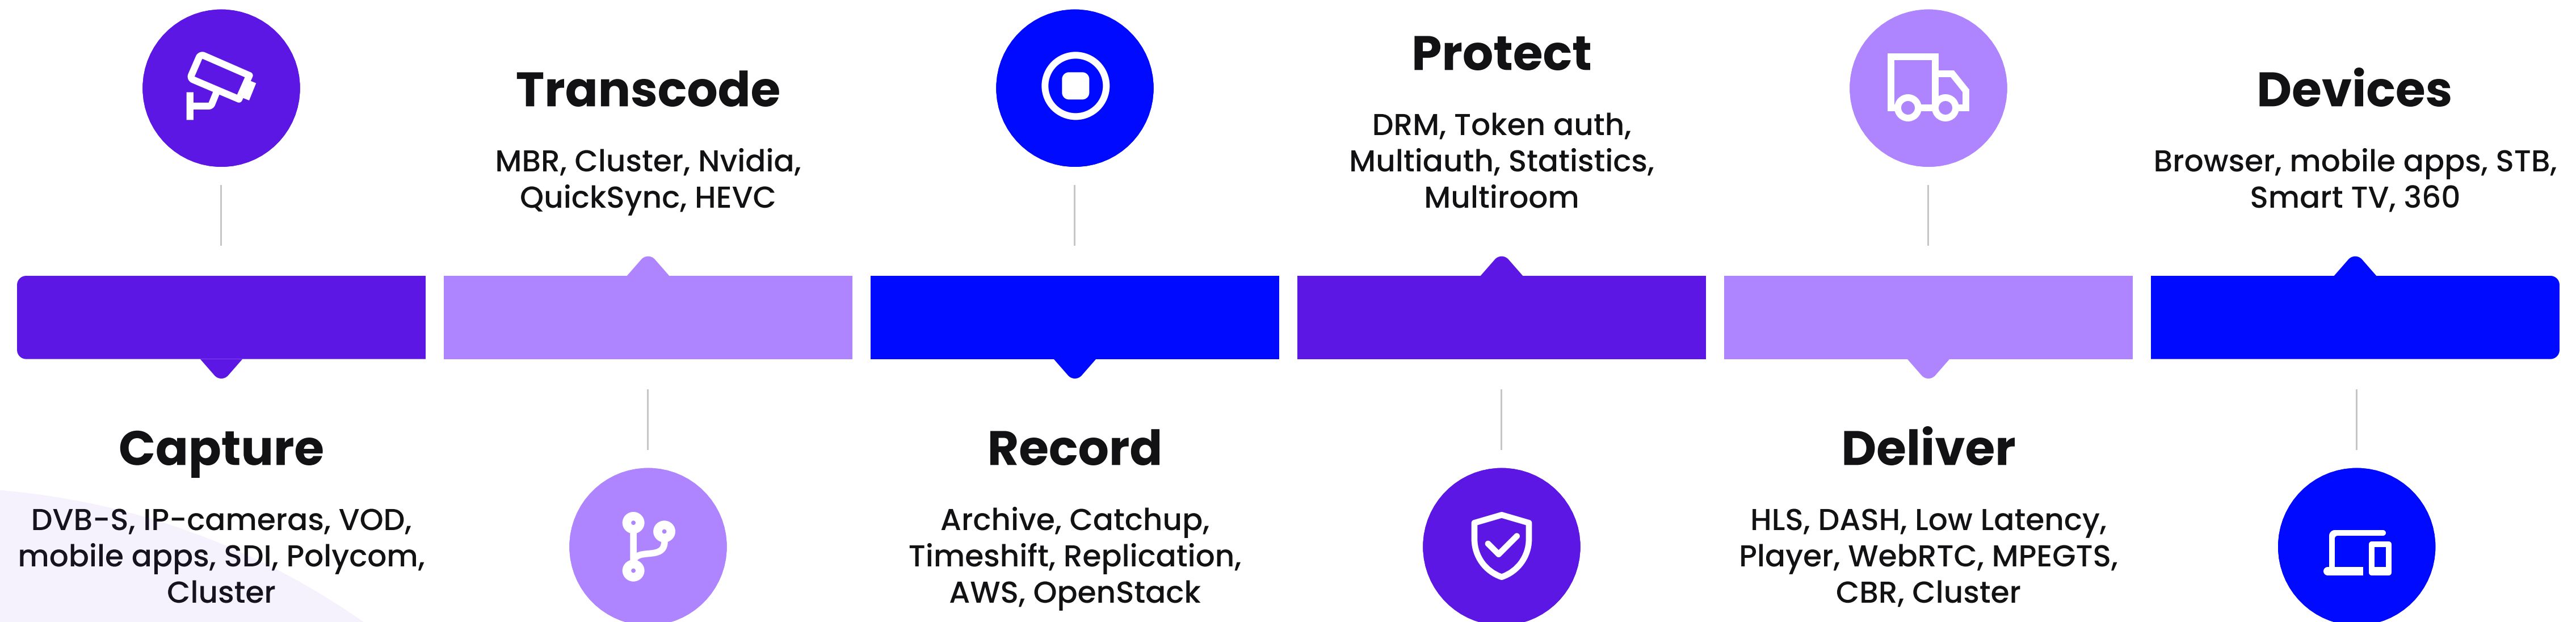 Capture
DVB-S, IP-cameras, VOD,
mobile apps, SDI, Polycom,
Cluster
Transcode
MBR, Cluster, Nvidia,
QuickSync, HEVC
Record
Archive, Catchup,
Timeshift, Replication,
AWS, OpenStack
Protect
DRM, Token auth,
Multiauth, Statistics,
Multiroom
Deliver
HLS, DASH, Low Latency,
Player, WebRTC, MPEGTS,
CBR, Cluster
Devices
Browser, mobile apps, STB,
Smart TV, 360